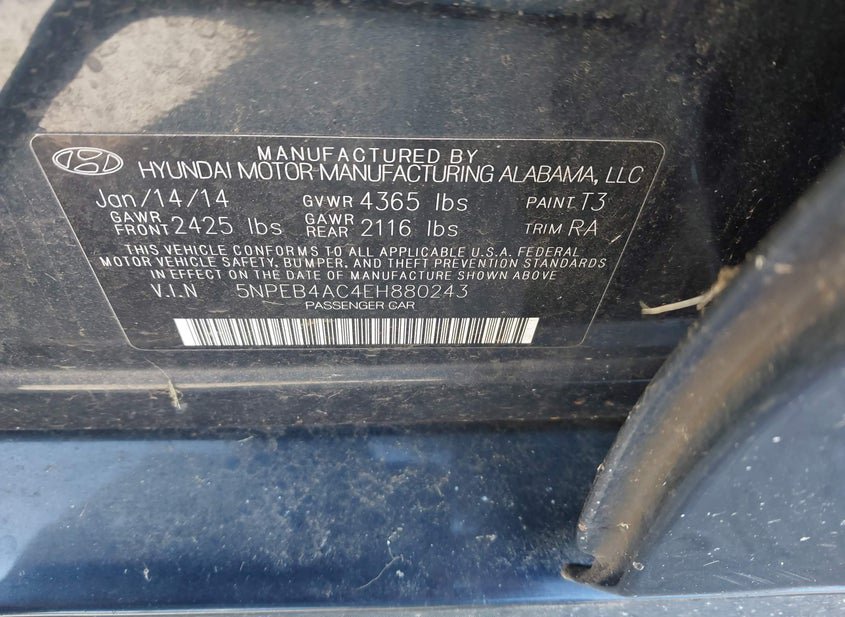 MANUFACTURED BY
HYUNDAI MOTOR MANUFACTURING ALABAMA, LLC
Jan/14/14 GVWR 4365 lbs PAINT T3
GAWR FRONT 2425 lbs GAWR REAR 2116 lbs TRIM RA
THIS VEHICLE CONFORMS TO ALL APPLICABLE U.S.A. FEDERAL
MOTOR VEHICLE SAFETY, BUMPER, AND THEFT PREVENTION STANDARDS
IN EFFECT ON THE DATE OF MANUFACTURE SHOWN ABOVE
V.I.N 5NPEB4AC4EH880243
PASSENGER CAR